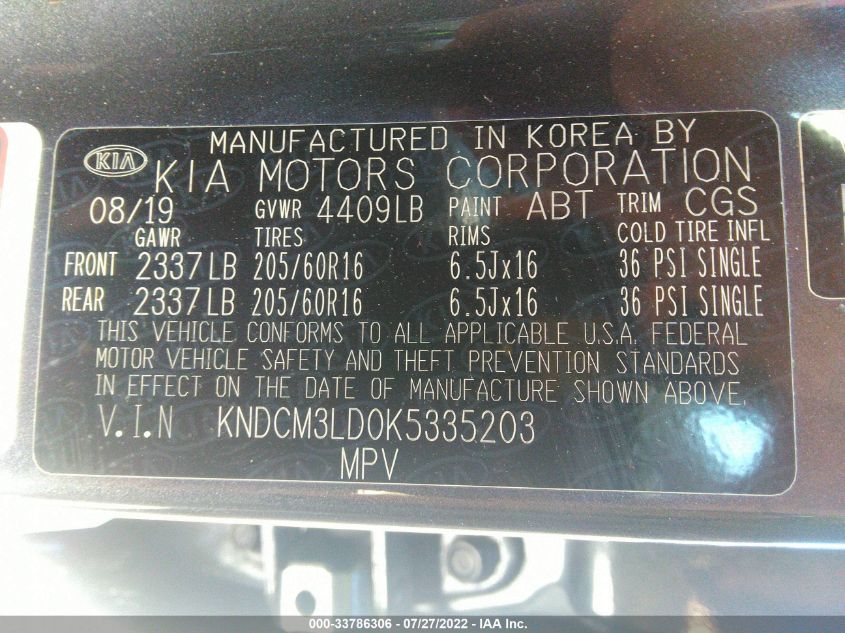 MANUFACTURED IN KOREA BY
KIA KIA MOTORS CORPORATION
08/19 GVWR 4409LB PAINT ABT TRIM CGS
GAWR TIRES RIMS COLD TIRE INFL
FRONT 2337LB 205/60R16 6.5Jx16 36 PSI SINGLE
REAR 2337LB 205/60R16 6.5Jx16 36 PSI SINGLE
THIS VEHICLE CONFORMS TO ALL APPLICABLE U.S.A. FEDERAL
MOTOR VEHICLE SAFETY AND THEFT PREVENTION STANDARDS
IN EFFECT ON THE DATE OF MANUFACTURE SHOWN ABOVE.
V.I.N KNDCM3LD0K5335203
MPV
000-33786306 - 07/27/2022 - IAA Inc.